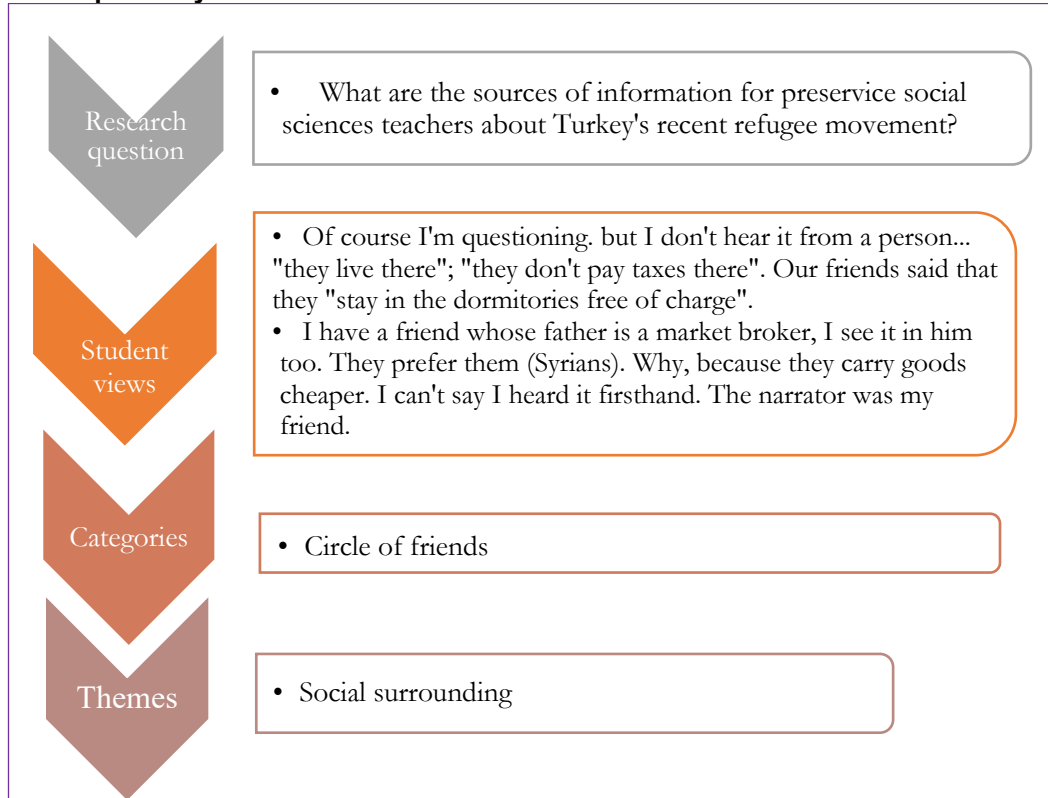 Research
question
• What are the sources of information for preservice social
sciences teachers about Turkey's recent refugee movement?
Student
views
• Of course I'm questioning. but I don't hear it from a person...
"they live there"; "they don't pay taxes there". Our friends said that
they "stay in the dormitories free of charge".
• I have a friend whose father is a market broker, I see it in him
too. They prefer them (Syrians). Why, because they carry goods
cheaper. I can't say I heard it firsthand. The narrator was my
friend.
Categories
• Circle of friends
Themes
• Social surrounding